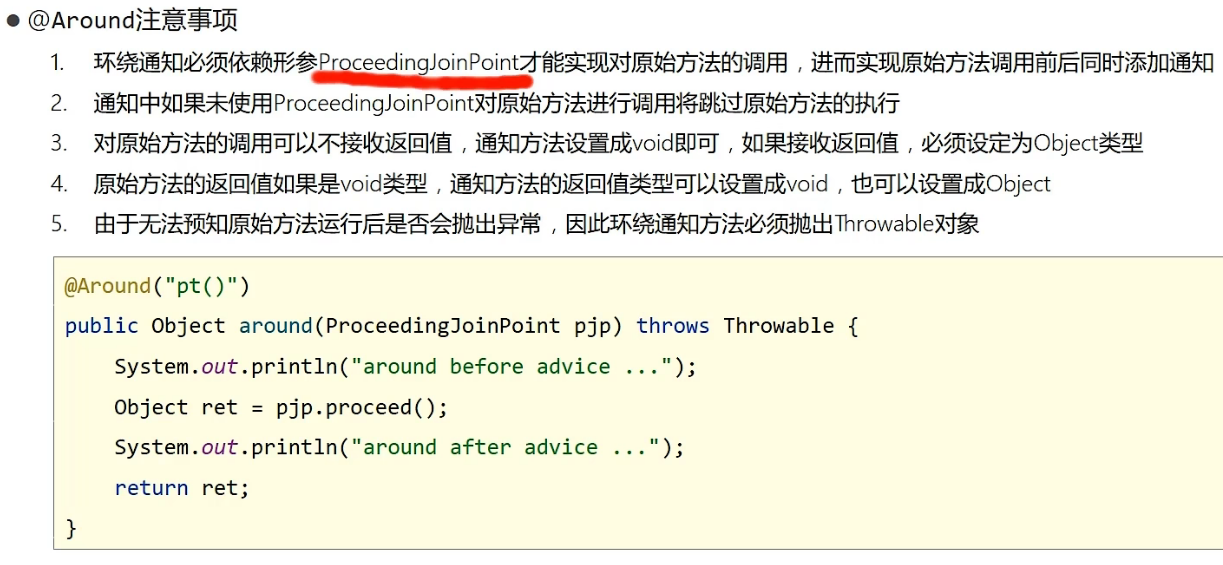 ● @Around注意事项
1. 环绕通知必须依赖形参ProceedingJoinPoint才能实现对原始方法的调用，进而实现原始方法调用前后同时添加通知
2. 通知中如果未使用ProceedingJoinPoint对原始方法进行调用将跳过原始方法的执行
3. 对原始方法的调用可以不接收返回值，通知方法设置成void即可，如果接收返回值，必须设定为Object类型
4. 原始方法的返回值如果是void类型，通知方法的返回值类型可以设置成void，也可以设置成Object
5. 由于无法预知原始方法运行后是否会抛出异常，因此环绕通知方法必须抛出Throwable对象
@Around("pt()")
public Object around(ProceedingJoinPoint pjp) throws Throwable {
    System.out.println("around before advice ...");
    Object ret = pjp.proceed();
    System.out.println("around after advice ...");
    return ret;
}